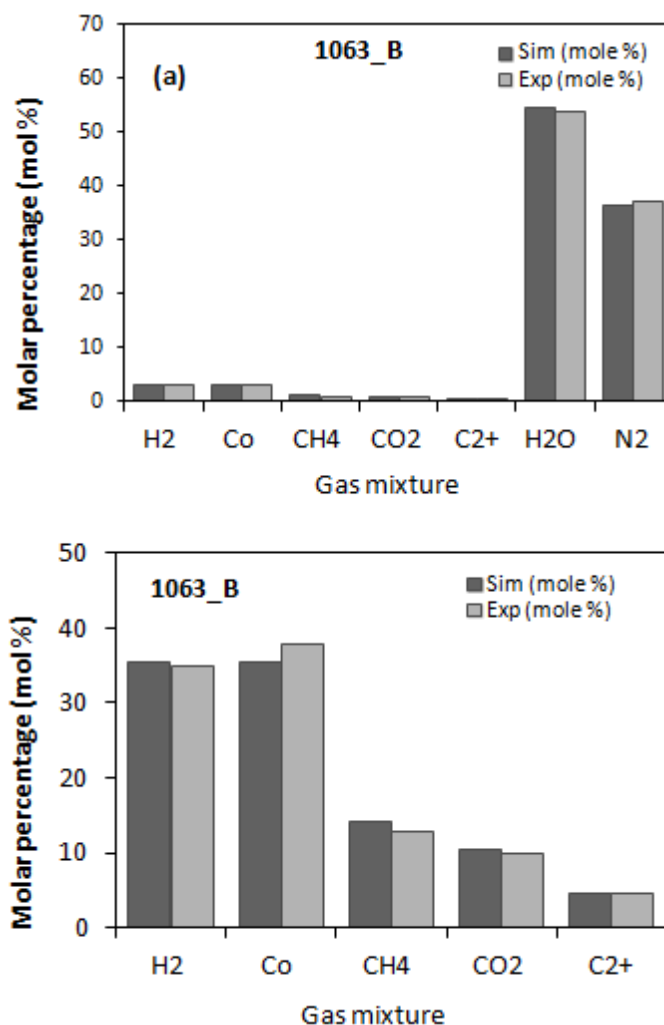 70
60
50
40
30
20
10
0
Molar percentage (mol %)
(a)
1063_B
Sim (mole %)
Exp (mole %)
H2 Co CH4 CO2 C2+ H2O N2
Gas mixture
50
40
30
20
10
0
Molar percentage (mol %)
1063_B
Sim (mole %)
Exp (mole %)
H2 Co CH4 CO2 C2+
Gas mixture